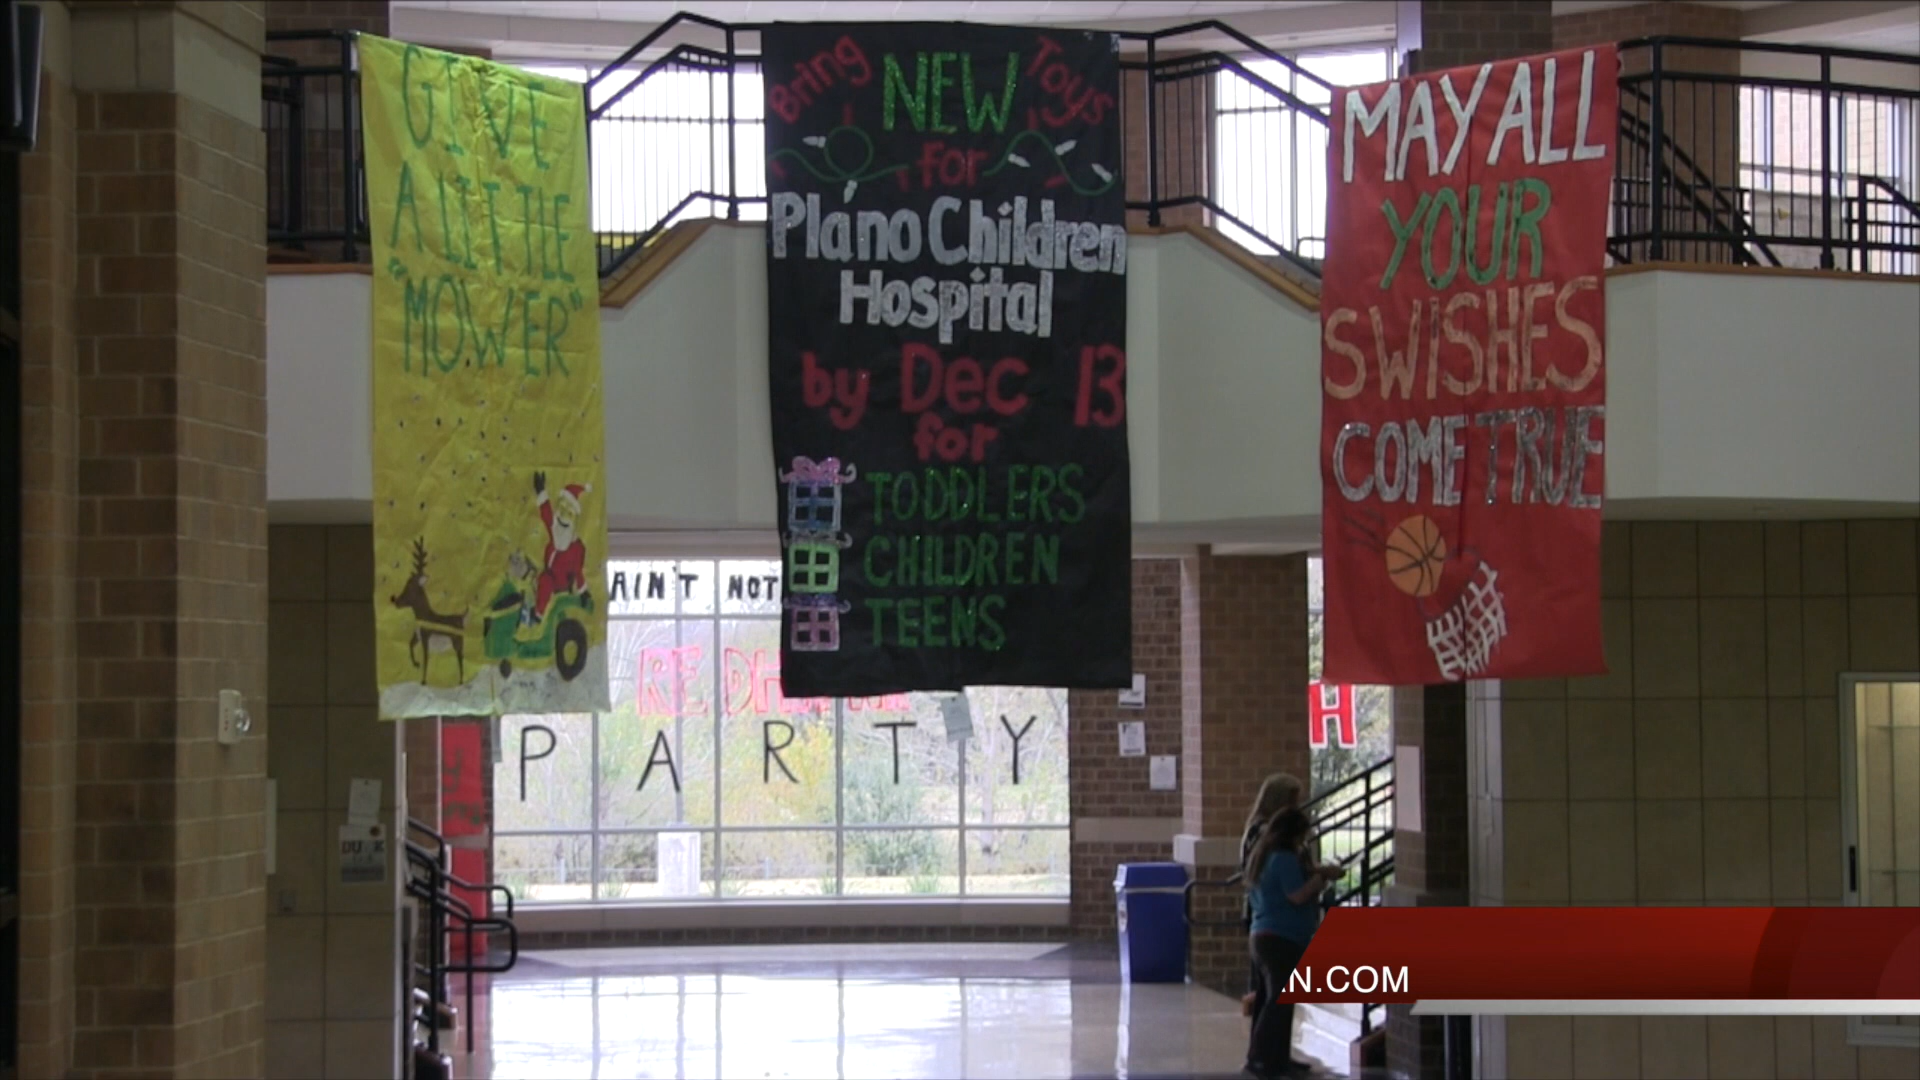 GIVE
A LITTLE
"MOWER"
Bring NEW Toys
for
Plano Children
Hospital
by Dec 13
for
TODDLERS
CHILDREN
TEENS
MAY ALL
YOUR
SWISHES
COME TRUE
AIN'T NOT
PARTY
H
N.COM